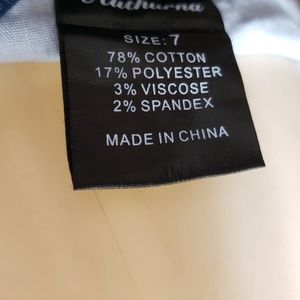 SIZE: 7
78% COTTON
17% POLYESTER
3% VISCOSE
2% SPANDEX
MADE IN CHINA